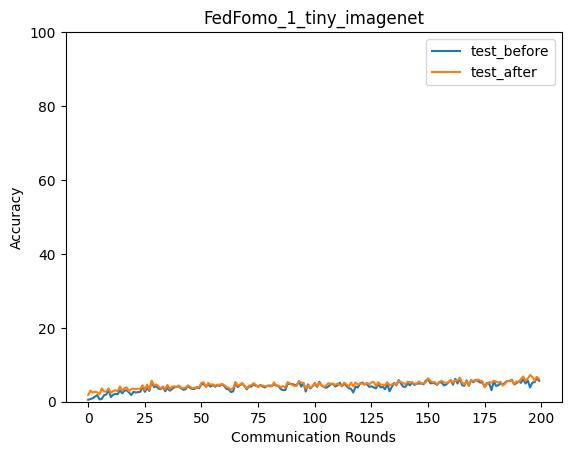 FedFomo_1_tiny_imagenet
100
80
60
40
20
0
Accuracy
test_before
test_after
0 25 50 75 100 125 150 175 200
Communication Rounds